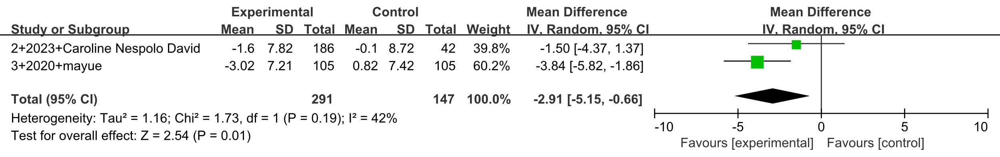 Experimental Control Mean Difference Mean Difference
Study or Subgroup Mean SD Total Mean SD Total Weight IV, Random, 95% CI IV, Random, 95% CI
2+2023+Caroline Nespolo David -1.6 7.82 186 -0.1 8.72 42 39.8% -1.50 [-4.37, 1.37]
3+2020+mayue -3.02 7.21 105 0.82 7.42 105 60.2% -3.84 [-5.82, -1.86]
Total (95% CI) 291 147 100.0% -2.91 [-5.15, -0.66]
Heterogeneity: Tau² = 1.16; Chi² = 1.73, df = 1 (P = 0.19); I² = 42%
Test for overall effect: Z = 2.54 (P = 0.01)
-10 -5 0 5 10
Favours [experimental] Favours [control]